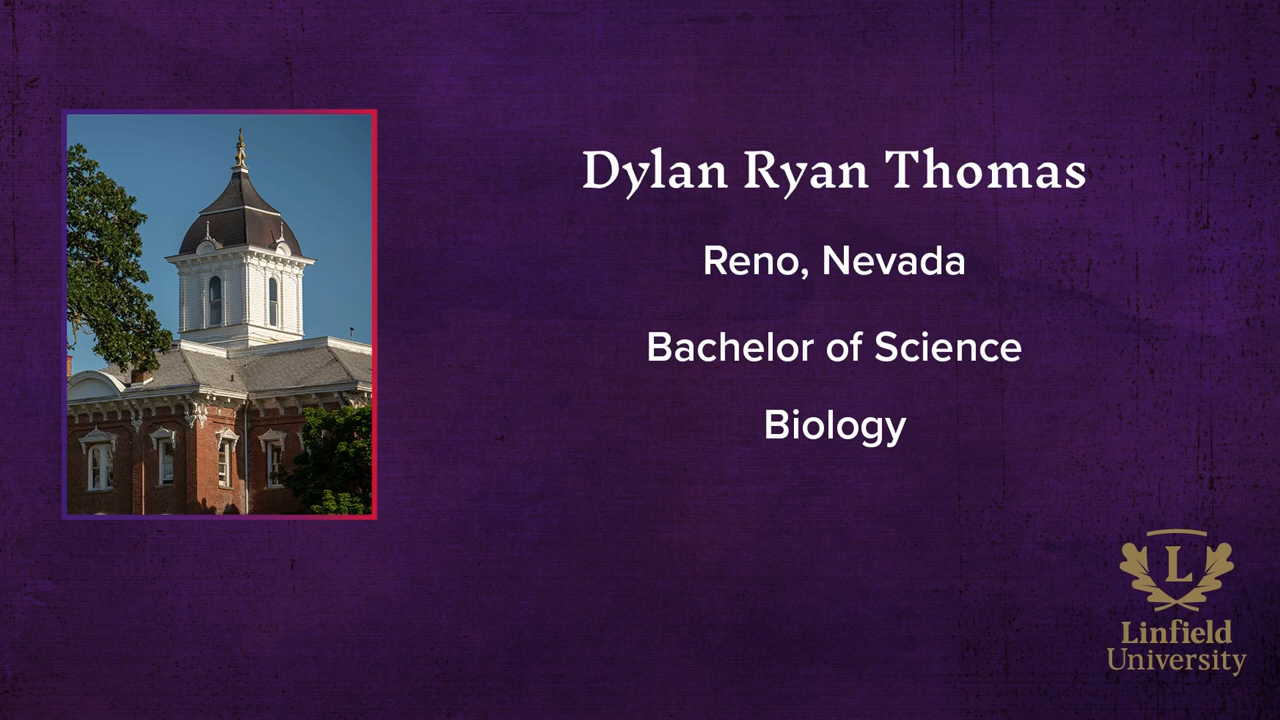 Dylan Ryan Thomas
Reno, Nevada
Bachelor of Science
Biology
L
Linfield
University